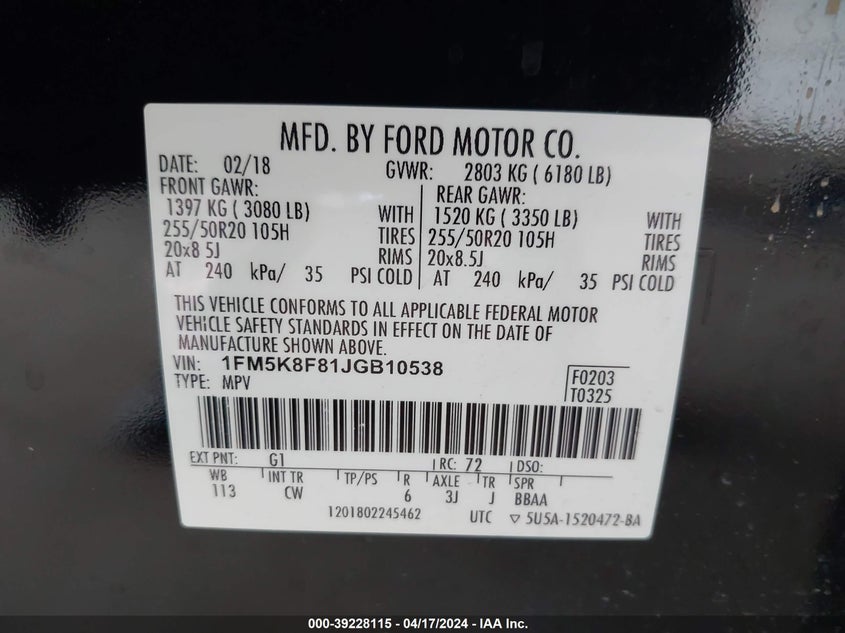 MFD. BY FORD MOTOR CO.
DATE: 02/18 GVWR: 2803 KG ( 6180 LB)
FRONT GAWR: REAR GAWR:
1397 KG ( 3080 LB) WITH 1520 KG ( 3350 LB) WITH
255/50R20 105H TIRES 255/50R20 105H TIRES
20x8 5J RIMS 20x8.5J RIMS
AT 240 kPa/ 35 PSI COLD AT 240 kPa/ 35 PSI COLD
THIS VEHICLE CONFORMS TO ALL APPLICABLE FEDERAL MOTOR
VEHICLE SAFETY STANDARDS IN EFFECT ON THE DATE OF
MANUFACTURE SHOWN ABOVE.
VIN: 1FM5K8F81JGB10538
TYPE: MPV
F0203
T0325
EXT PNT: G1 RC: 72 DSO:
WB INT TR TP/PS R AXLE TR SPR
113 CW 6 3J J BBAA
1201802245462 UTC ▽ 5U5A-1520472-BA
000-39228115 - 04/17/2024 - IAA Inc.